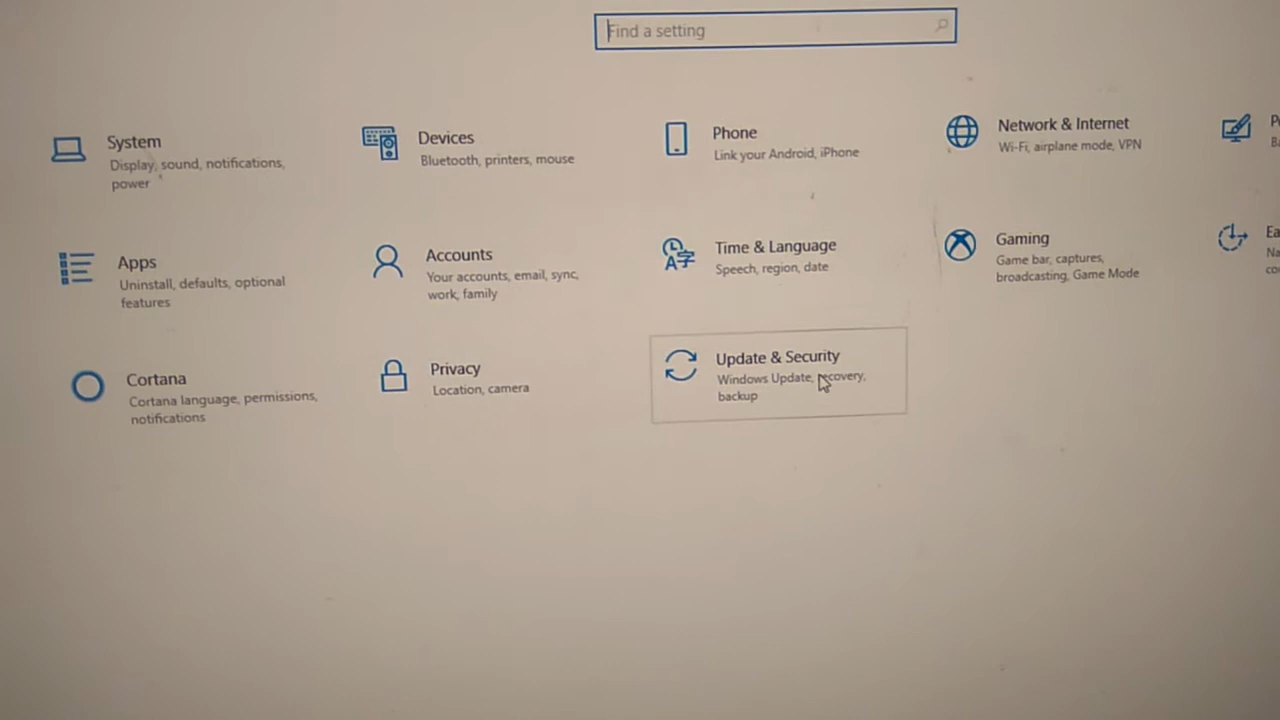 Find a setting
System
Display, sound, notifications,
power
Devices
Bluetooth, printers, mouse
Phone
Link your Android, iPhone
Network & Internet
Wi-Fi, airplane mode, VPN
Apps
Uninstall, defaults, optional
features
Accounts
Your accounts, email, sync,
work, family
Time & Language
Speech, region, date
Gaming
Game bar, captures,
broadcasting, Game Mode
Cortana
Cortana language, permissions,
notifications
Privacy
Location, camera
Update & Security
Windows Update, recovery,
backup